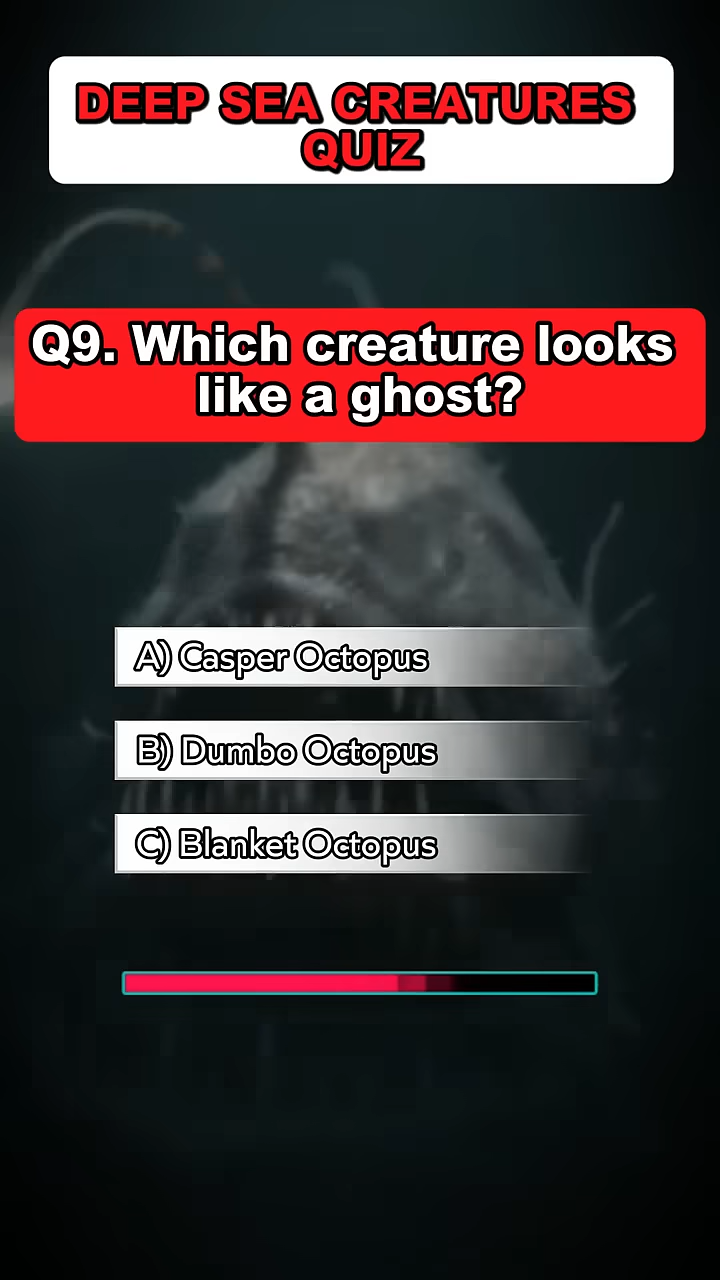 DEEP SEA CREATURES
QUIZ
Q9. Which creature looks
like a ghost?
A) Casper Octopus
B) Dumbo Octopus
C) Blanket Octopus